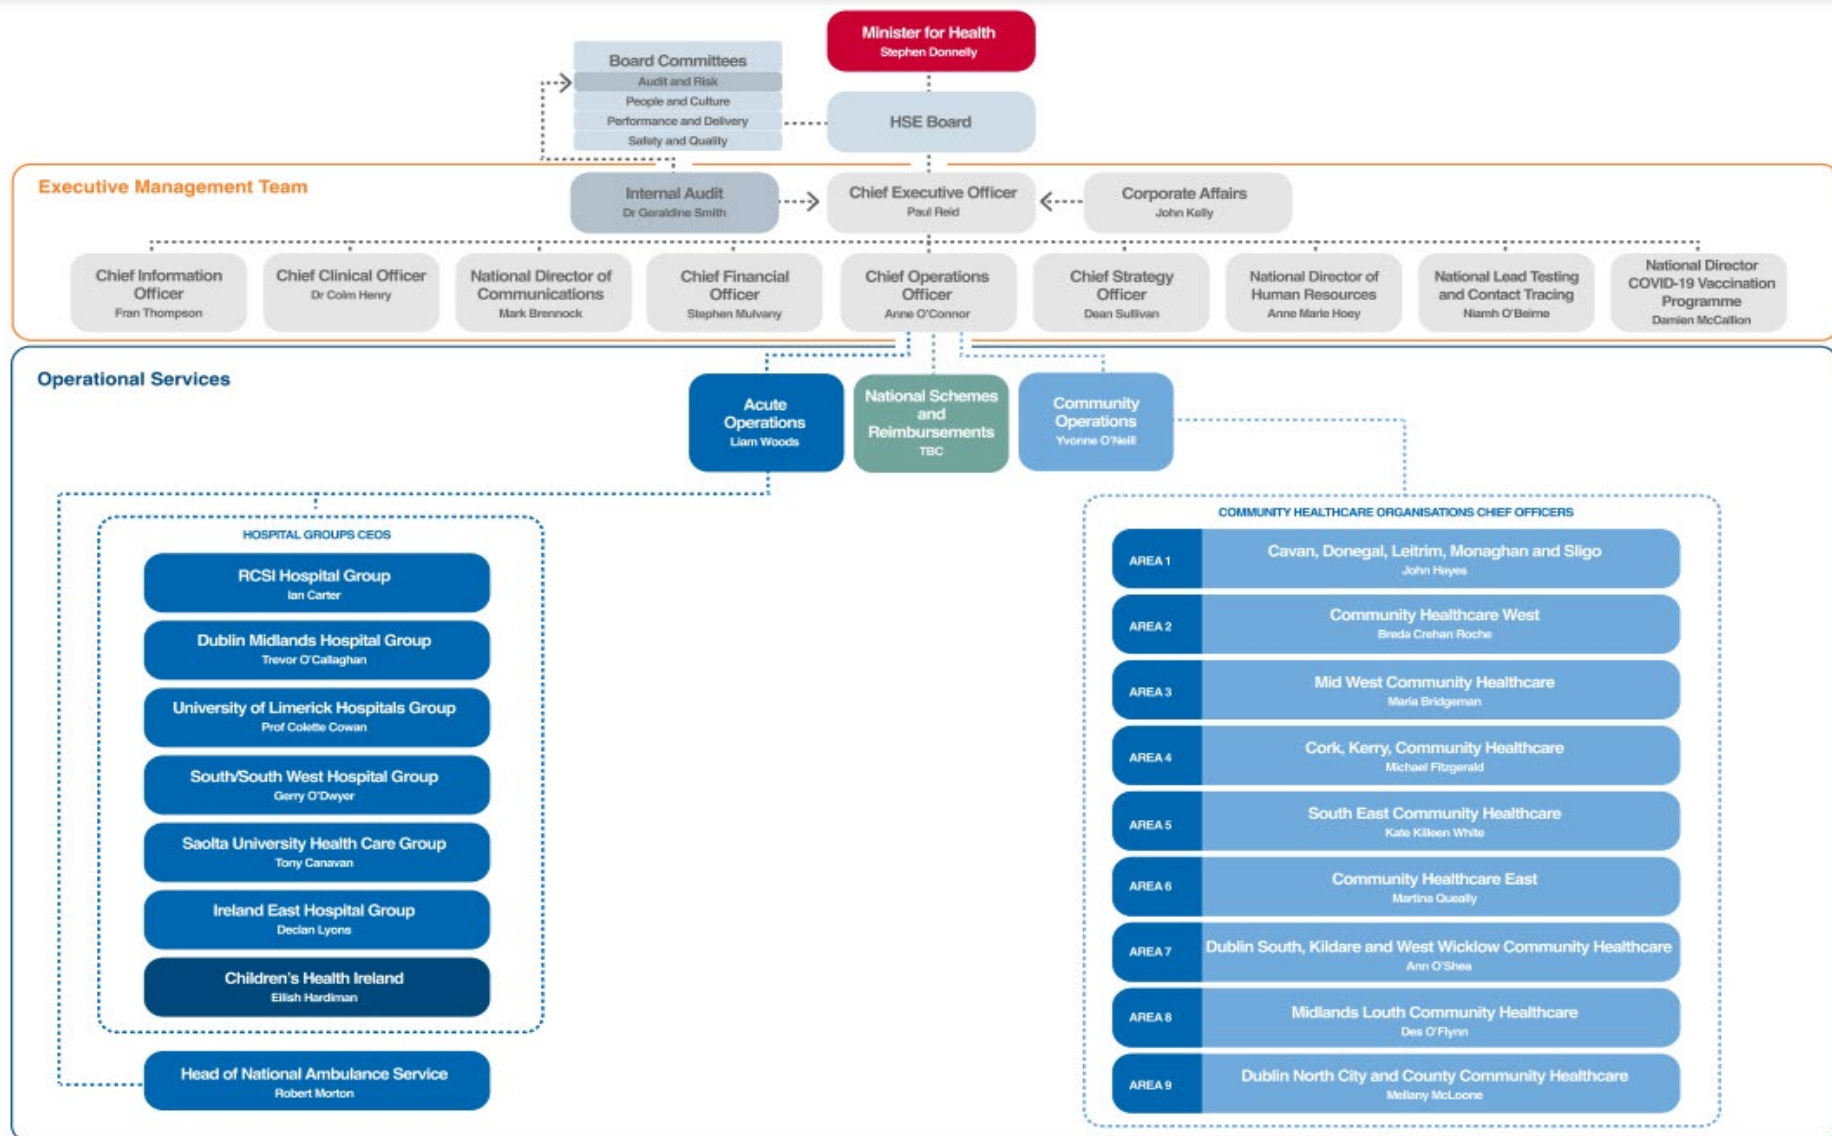 Minister for Health
Stephen Donnelly
Board Committees
Audit and Risk
People and Culture
Performance and Delivery
Safety and Quality
HSE Board
Executive Management Team
Internal Audit
Dr Geraldine Smith
Chief Executive Officer
Paul Reid
Corporate Affairs
John Kelly
Chief Information
Officer
Fran Thompson
Chief Clinical Officer
Dr Colm Henry
National Director of
Communications
Mark Brennock
Chief Financial
Officer
Stephen Mulvany
Chief Operations
Officer
Anne O'Connor
Chief Strategy
Officer
Dean Sullivan
National Director of
Human Resources
Anne Marie Hoey
National Lead Testing
and Contact Tracing
Niamh O'Beirne
National Director
COVID-19 Vaccination
Programme
Damien McCallion
Operational Services
Acute
Operations
Liam Woods
National Schemes
and
Reimbursements
TBC
Community
Operations
Yvonne O'Neill
HOSPITAL GROUPS CEOS
RCSI Hospital Group
Ian Carter
Dublin Midlands Hospital Group
Trevor O'Callaghan
University of Limerick Hospitals Group
Prof Colette Cowan
South/South West Hospital Group
Gerry O'Dwyer
Saolta University Health Care Group
Tony Canavan
Ireland East Hospital Group
Declan Lyons
Children's Health Ireland
Eilish Hardiman
Head of National Ambulance Service
Robert Morton
COMMUNITY HEALTHCARE ORGANISATIONS CHIEF OFFICERS
AREA 1
Cavan, Donegal, Leitrim, Monaghan and Sligo
John Hayes
AREA 2
Community Healthcare West
Breda Crehan Roche
AREA 3
Mid West Community Healthcare
Maria Bridgeman
AREA 4
Cork, Kerry, Community Healthcare
Michael Fitzgerald
AREA 5
South East Community Healthcare
Kate Killeen White
AREA 6
Community Healthcare East
Martina Queally
AREA 7
Dublin South, Kildare and West Wicklow Community Healthcare
Ann O'Shea
AREA 8
Midlands Louth Community Healthcare
Des O'Flynn
AREA 9
Dublin North City and County Community Healthcare
Mellany McLoone